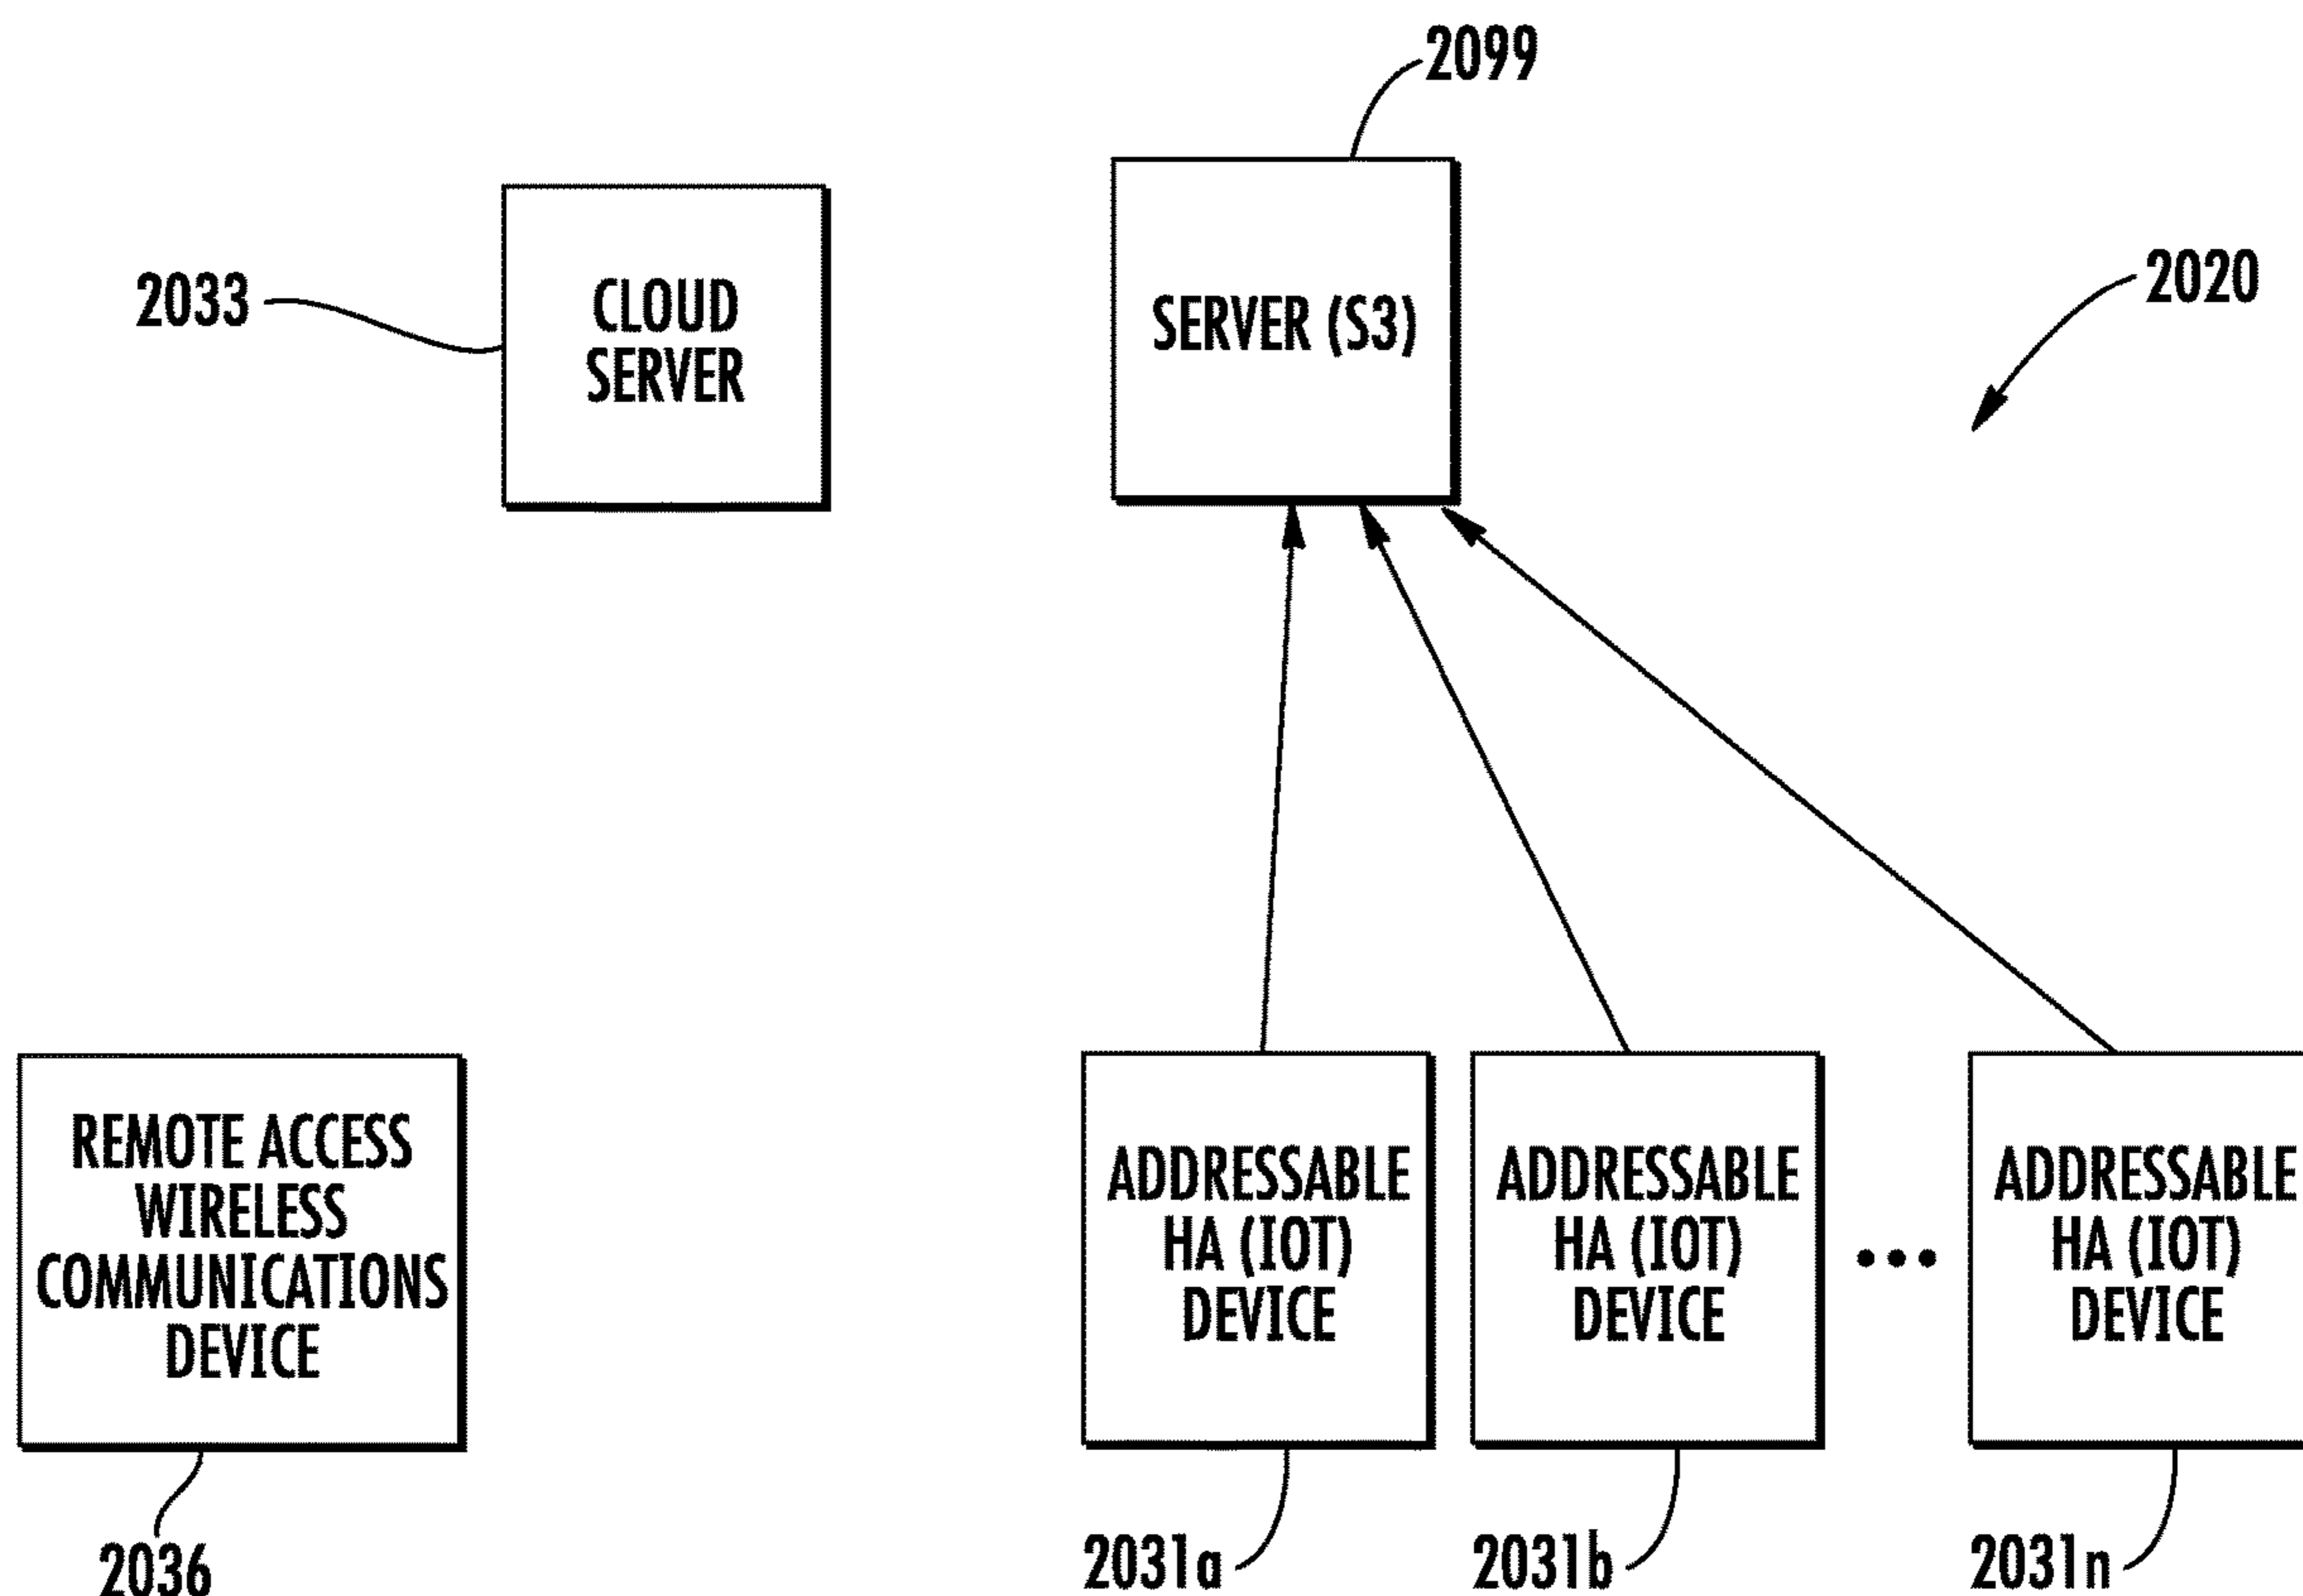 2099
2033
CLOUD
SERVER
SERVER (S3)
2020
REMOTE ACCESS
WIRELESS
COMMUNICATIONS
DEVICE
ADDRESSABLE
HA (IOT)
DEVICE
ADDRESSABLE
HA (IOT)
DEVICE
•••
ADDRESSABLE
HA (IOT)
DEVICE
2036
2031a
2031b
2031n